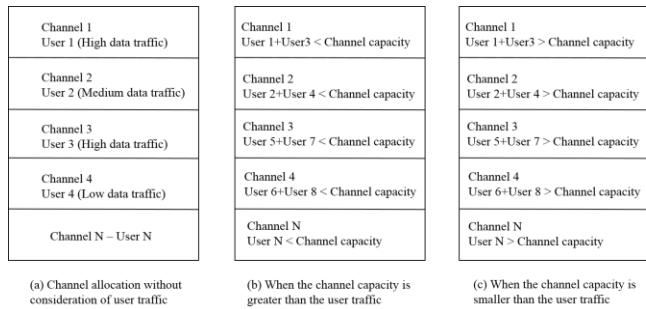 Channel 1
User 1 (High data traffic)
Channel 2
User 2 (Medium data traffic)
Channel 3
User 3 (High data traffic)
Channel 4
User 4 (Low data traffic)
Channel N – User N
(a) Channel allocation without
consideration of user traffic
Channel 1
User 1+User3 < Channel capacity
Channel 2
User 2+User 4 < Channel capacity
Channel 3
User 5+User 7 < Channel capacity
Channel 4
User 6+User 8 < Channel capacity
Channel N
User N < Channel capacity
(b) When the channel capacity is
greater than the user traffic
Channel 1
User 1+User3 > Channel capacity
Channel 2
User 2+User 4 > Channel capacity
Channel 3
User 5+User 7 > Channel capacity
Channel 4
User 6+User 8 > Channel capacity
Channel N
User N > Channel capacity
(c) When the channel capacity is
smaller than the user traffic